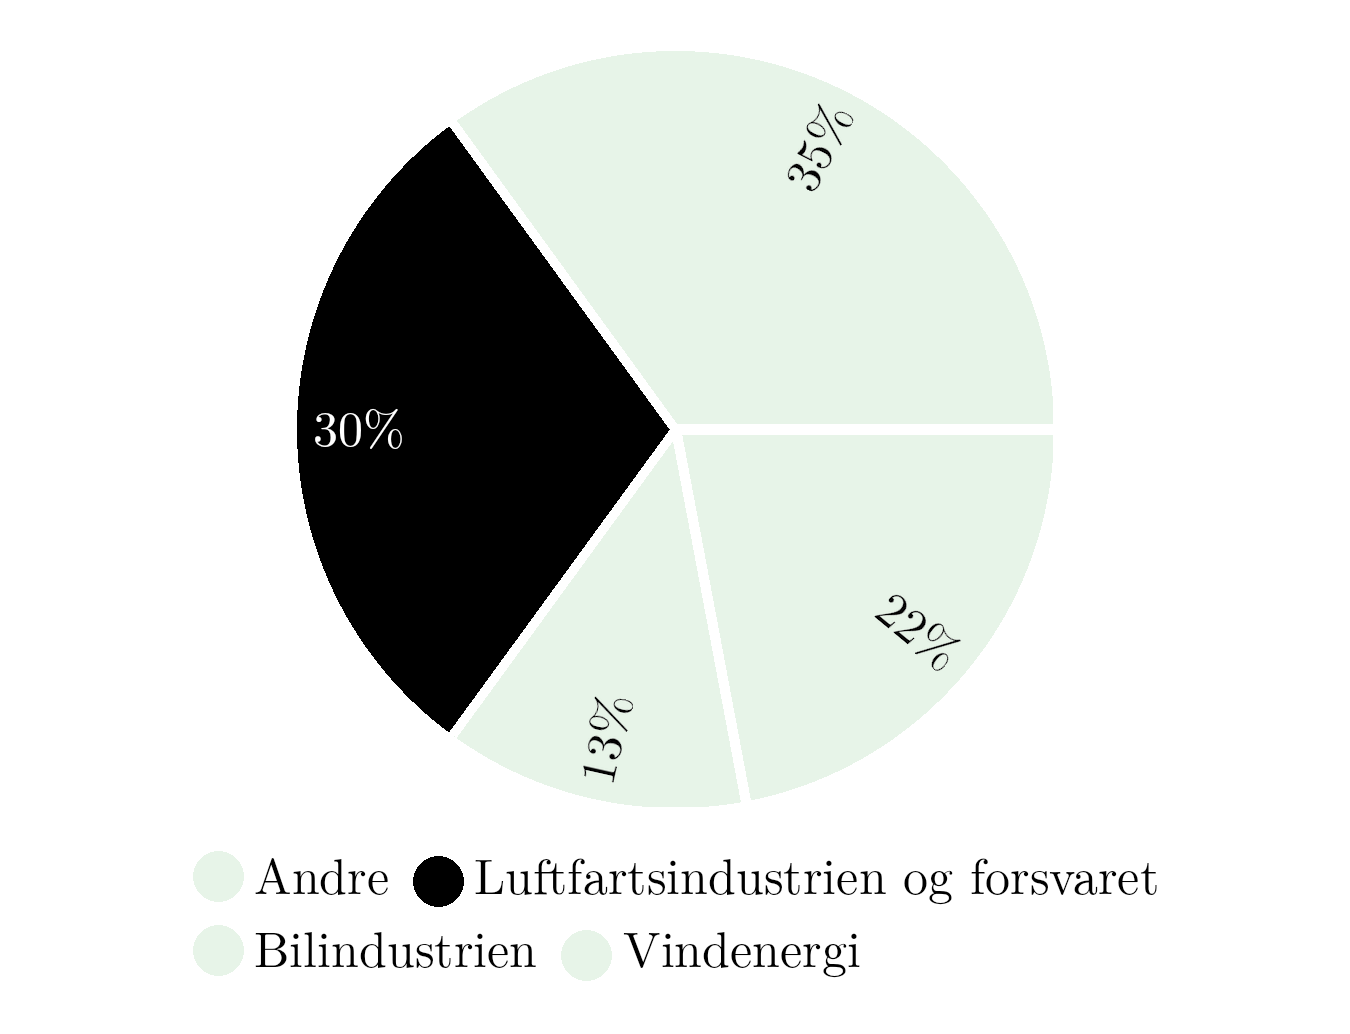 35%
30%
22%
13%
Andre Luftfartsindustrien og forsvaret
Bilindustrien Vindenergi